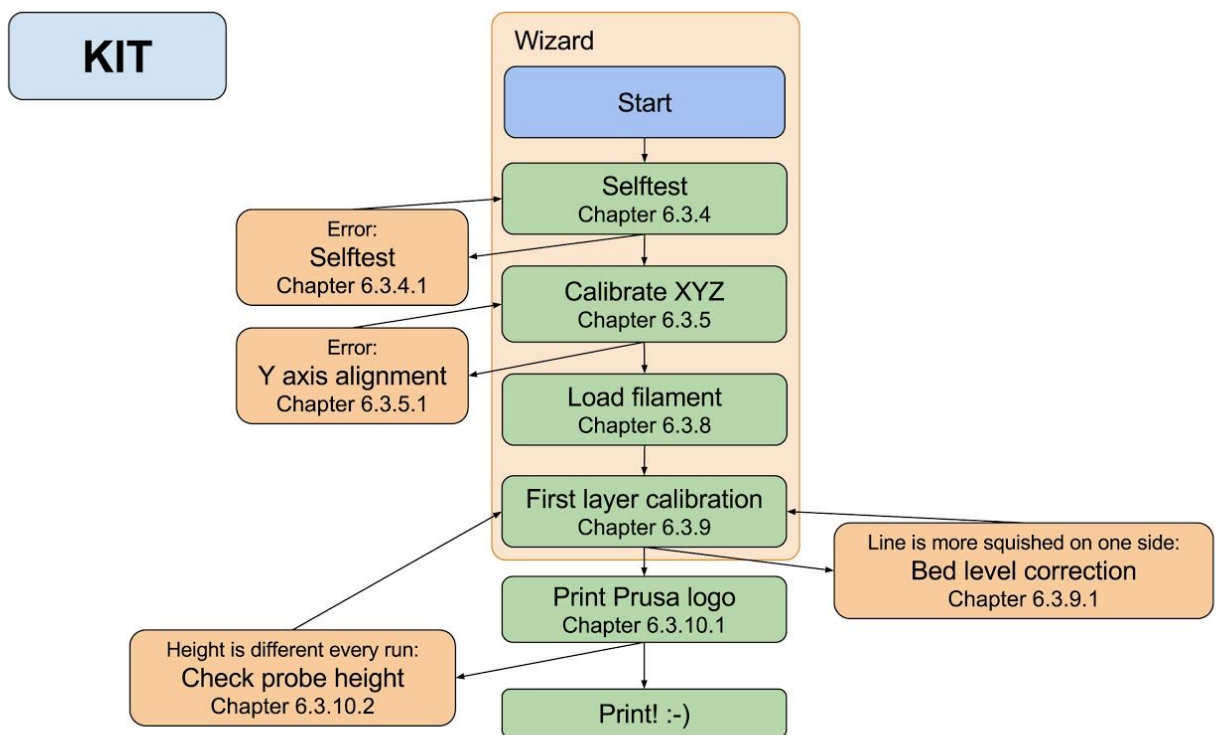 KIT
Wizard
Start
Selftest
Chapter 6.3.4
Error:
Selftest
Chapter 6.3.4.1
Calibrate XYZ
Chapter 6.3.5
Error:
Y axis alignment
Chapter 6.3.5.1
Load filament
Chapter 6.3.8
First layer calibration
Chapter 6.3.9
Line is more squished on one side:
Bed level correction
Chapter 6.3.9.1
Print Prusa logo
Chapter 6.3.10.1
Height is different every run:
Check probe height
Chapter 6.3.10.2
Print! :-)